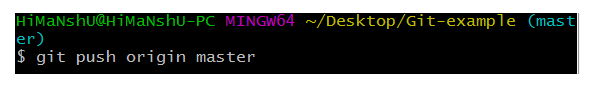 HiMaNshU@HiMaNshU-PC MINGW64 ~/Desktop/Git-example (mast
er)
$ git push origin master